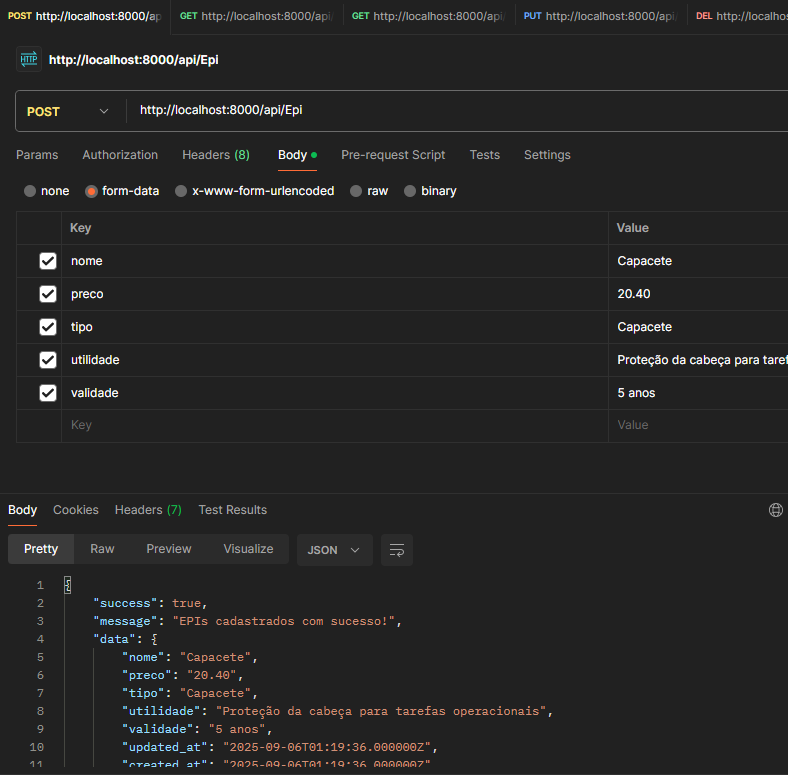 POST http://localhost:8000/ap GET http://localhost:8000/api/ GET http://localhost:8000/api/ PUT http://localhost:8000/api/ DEL http://localhos
HTTP http://localhost:8000/api/Epi
POST http://localhost:8000/api/Epi
Params Authorization Headers (8) Body Pre-request Script Tests Settings
none form-data x-www-form-urlencoded raw binary
Key Value
nome Capacete
preco 20.40
tipo Capacete
utilidade Proteção da cabeça para taref
validade 5 anos
Key Value
Body Cookies Headers (7) Test Results
Pretty Raw Preview Visualize JSON
1 {
2 "success": true,
3 "message": "EPIs cadastrados com sucesso!",
4 "data": {
5 "nome": "Capacete",
6 "preco": "20.40",
7 "tipo": "Capacete",
8 "utilidade": "Proteção da cabeça para tarefas operacionais",
9 "validade": "5 anos",
10 "updated_at": "2025-09-06T01:19:36.000000Z",
11 "created_at": "2025-09-06T01:19:36.000000Z"